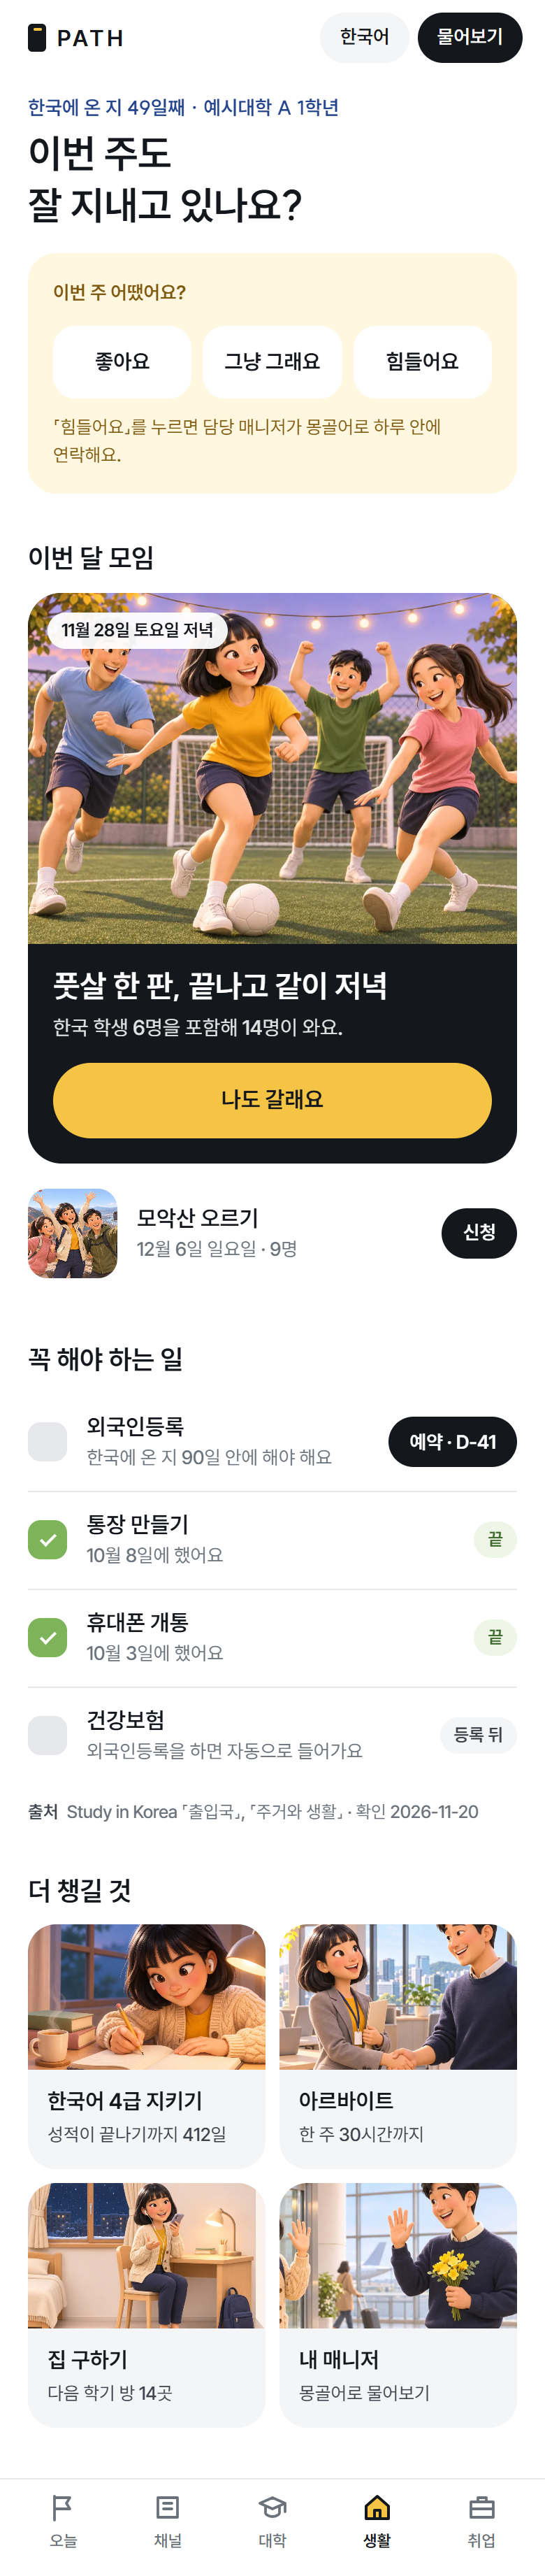 PATH
한국어
물어보기
한국에 온 지 49일째 · 예시대학 A 1학년
이번 주도
잘 지내고 있나요?
이번 주 어땠어요?
좋아요
그냥 그래요
힘들어요
「힘들어요」를 누르면 담당 매니저가 몽골어로 하루 안에
연락해요.
이번 달 모임
11월 28일 토요일 저녁
풋살 한 판, 끝나고 같이 저녁
한국 학생 6명을 포함해 14명이 와요.
나도 갈래요
모악산 오르기
12월 6일 일요일 · 9명
신청
꼭 해야 하는 일
외국인등록
한국에 온 지 90일 안에 해야 해요
예약 · D-41
통장 만들기
10월 8일에 했어요
끝
휴대폰 개통
10월 3일에 했어요
끝
건강보험
외국인등록을 하면 자동으로 들어가요
등록 뒤
출처 Study in Korea 「출입국」, 「주거와 생활」 · 확인 2026-11-20
더 챙길 것
한국어 4급 지키기
성적이 끝나기까지 412일
아르바이트
한 주 30시간까지
집 구하기
다음 학기 방 14곳
내 매니저
몽골어로 물어보기
오늘
채널
대학
생활
취업